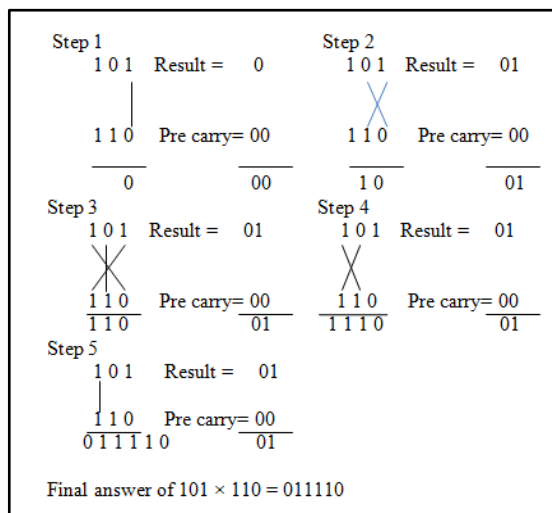 Step 1
1 0 1 Result = 0
1 1 0 Pre carry= 00
0 00
Step 2
1 0 1 Result = 01
1 1 0 Pre carry= 00
1 0 01
Step 3
1 0 1 Result = 01
1 1 0 Pre carry= 00
1 1 0 01
Step 4
1 0 1 Result = 01
1 1 0 Pre carry= 00
1 1 1 0 01
Step 5
1 0 1 Result = 01
1 1 0 Pre carry= 00
0 1 1 1 1 0 01
Final answer of 101 × 110 = 011110